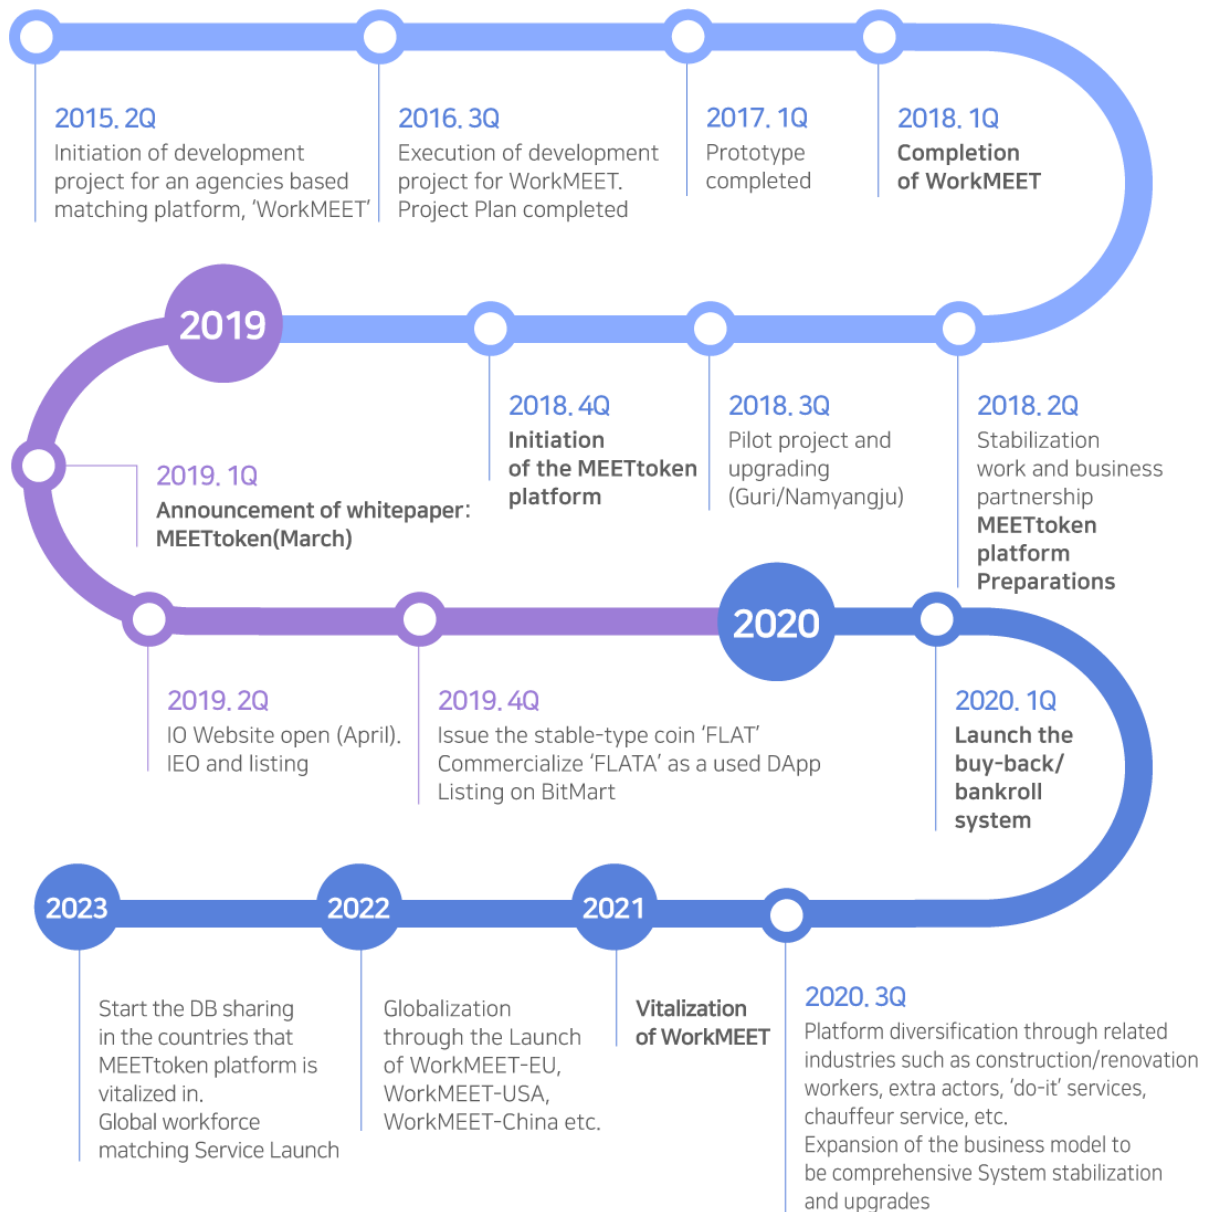 2015. 2Q
Initiation of development
project for an agencies based
matching platform, ‘WorkMEET’
2016. 3Q
Execution of development
project for WorkMEET.
Project Plan completed
2017. 1Q
Prototype
completed
2018. 1Q
Completion
of WorkMEET
2018. 2Q
Stabilization
work and business
partnership
MEETtoken
platform
Preparations
2018. 3Q
Pilot project and
upgrading
(Guri/Namyangju)
2018. 4Q
Initiation
of the MEETtoken
platform
2019
2019. 1Q
Announcement of whitepaper:
MEETtoken(March)
2019. 2Q
IO Website open (April).
IEO and listing
2019. 4Q
Issue the stable-type coin ‘FLAT’
Commercialize ‘FLATA’ as a used DApp
Listing on BitMart
2020
2020. 1Q
Launch the
buy-back/
bankroll
system
2020. 3Q
Platform diversification through related
industries such as construction/renovation
workers, extra actors, ‘do-it’ services,
chauffeur service, etc.
Expansion of the business model to
be comprehensive System stabilization
and upgrades
2021
Vitalization
of WorkMEET
2022
Globalization
through the Launch
of WorkMEET-EU,
WorkMEET-USA,
WorkMEET-China etc.
2023
Start the DB sharing
in the countries that
MEETtoken platform is
vitalized in.
Global workforce
matching Service Launch